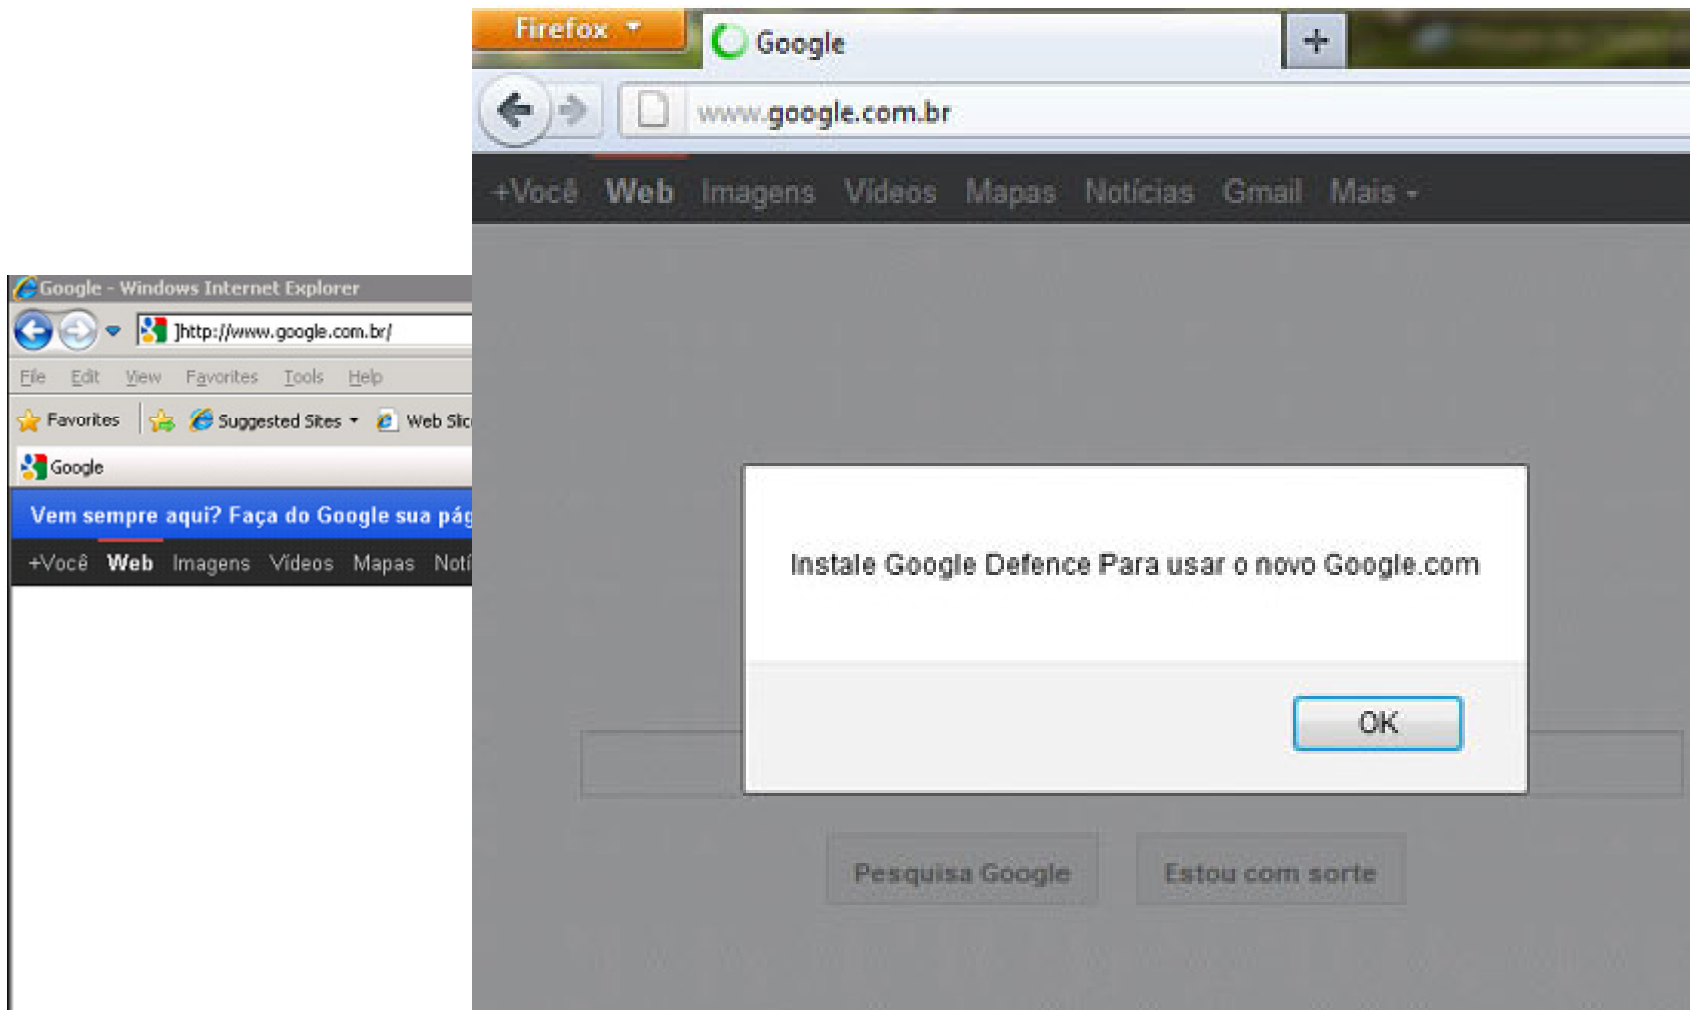 Firefox
Google
www.google.com.br
+Você Web Imagens Vídeos Mapas Notícias Gmail Mais
Google - Windows Internet Explorer
]http://www.google.com.br/
File Edit View Favorites Tools Help
Favorites Suggested Sites Web Slic
Google
Vem sempre aqui? Faça do Google sua pág
+Você Web Imagens Vídeos Mapas Notí
Instale Google Defence Para usar o novo Google.com
OK
Pesquisa Google Estou com sorte